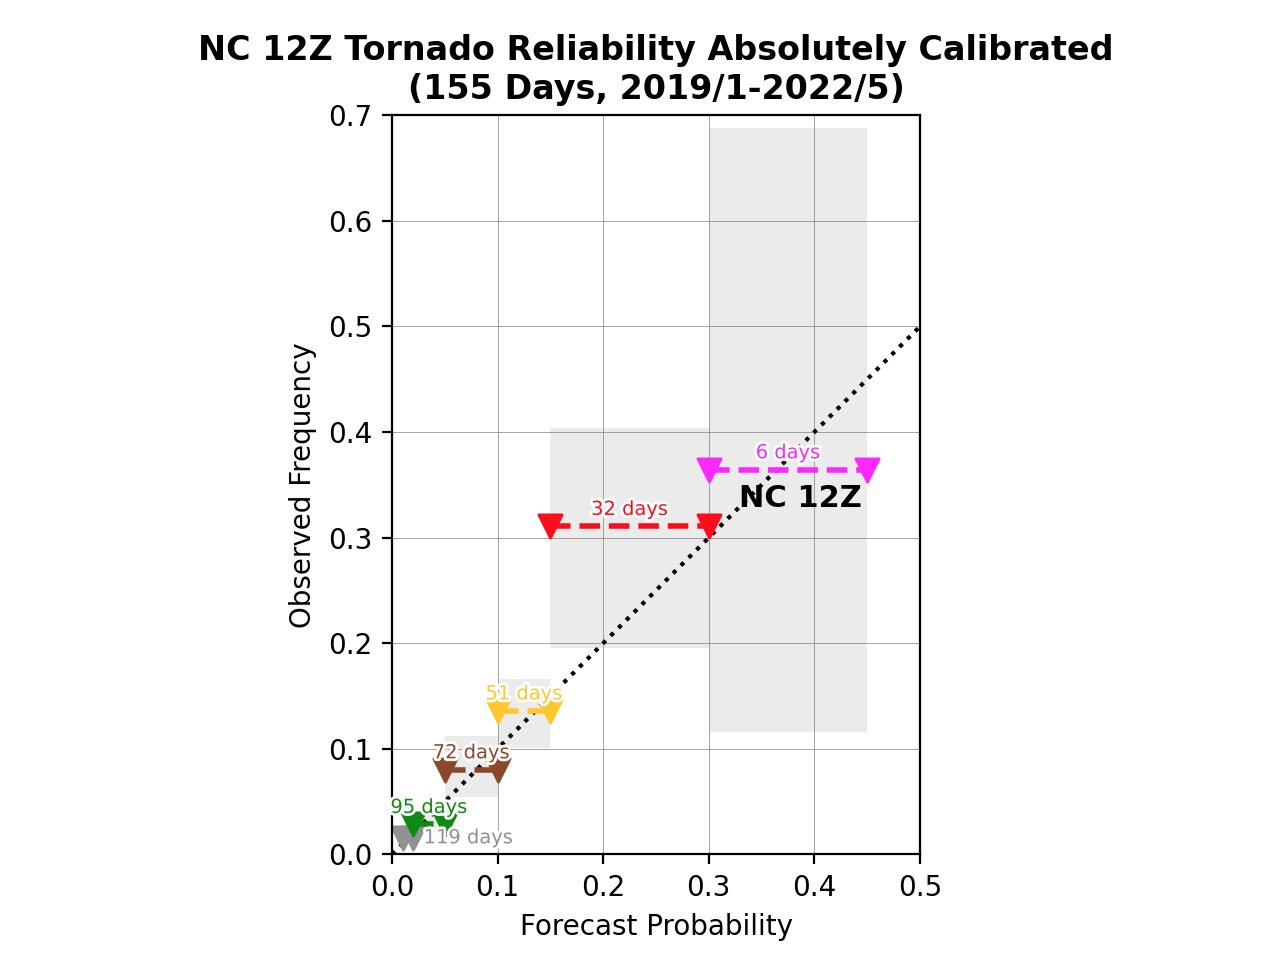 NC 12Z Tornado Reliability Absolutely Calibrated
(155 Days, 2019/1-2022/5)
0.7
0.6
0.5
0.4
0.3
0.2
0.1
0.0
Observed Frequency
6 days
NC 12Z
32 days
51 days
72 days
95 days
119 days
0.0 0.1 0.2 0.3 0.4 0.5
Forecast Probability